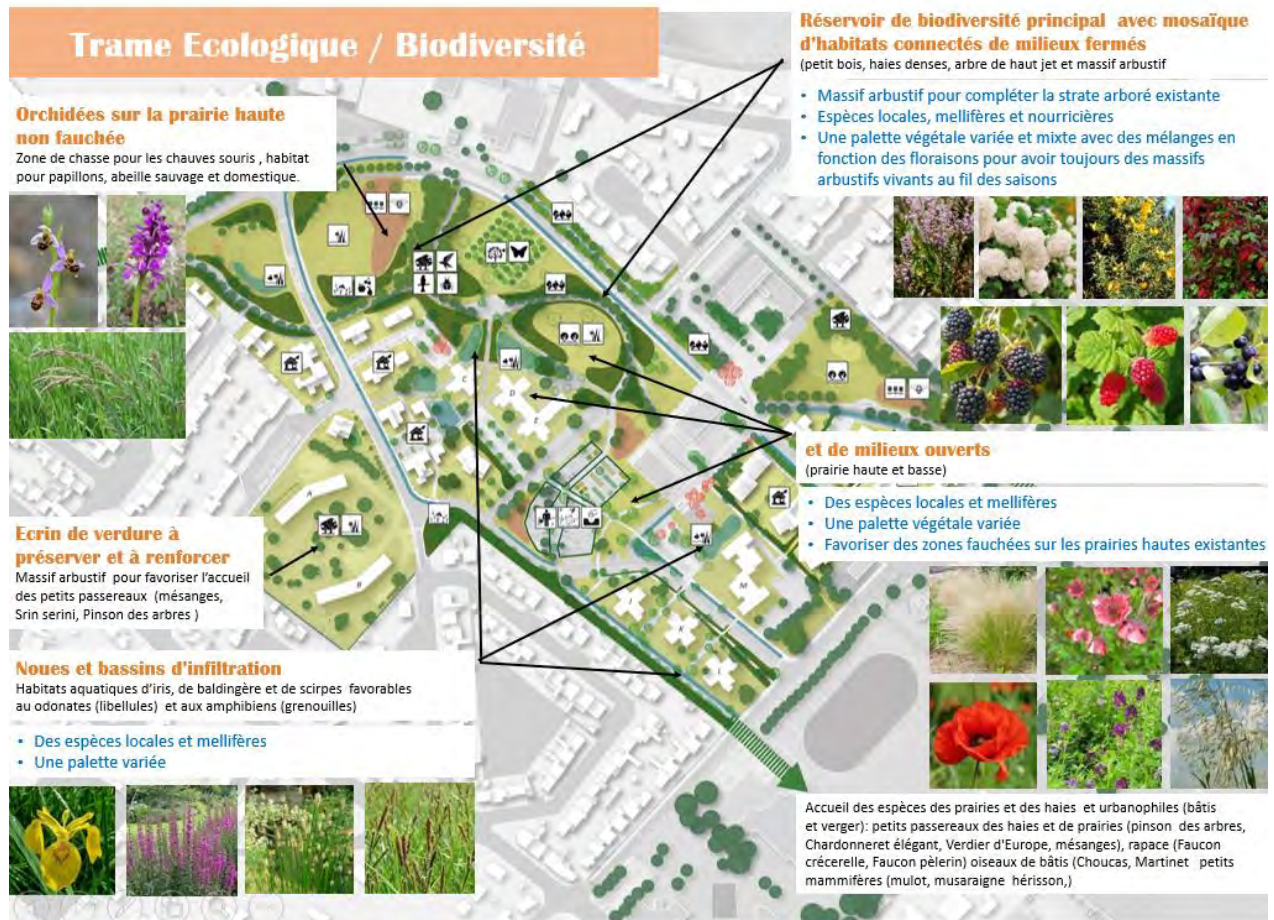 Trame Ecologique / Biodiversité
Orchidées sur la prairie haute
non fauchée
Zone de chasse pour les chauves souris , habitat
pour papillons, abeille sauvage et domestique.
Réservoir de biodiversité principal avec mosaïque
d'habitats connectés de milieux fermés
(petit bois, haies denses, arbre de haut jet et massif arbustif
• Massif arbustif pour compléter la strate arboré existante
• Espèces locales, mellifères et nourricières
• Une palette végétale variée et mixte avec des mélanges en
fonction des floraisons pour avoir toujours des massifs
arbustifs vivants au fil des saisons
et de milieux ouverts
(prairie haute et basse)
• Des espèces locales et mellifères
• Une palette végétale variée
• Favoriser des zones fauchées sur les prairies hautes existantes
Ecrin de verdure à
préserver et à renforcer
Massif arbustif pour favoriser l'accueil
des petits passereaux (mésanges,
Srin serini, Pinson des arbres )
A
B
C
D
E
M
Noues et bassins d'infiltration
Habitats aquatiques d'iris, de baldingère et de scirpes favorables
au odonates (libellules) et aux amphibiens (grenouilles)
• Des espèces locales et mellifères
• Une palette variée
Accueil des espèces des prairies et des haies et urbanophiles (bâtis
et verger): petits passereaux des haies et de prairies (pinson des arbres,
Chardonneret élégant, Verdier d'Europe, mésanges), rapace (Faucon
crécerelle, Faucon pèlerin) oiseaux de bâtis (Choucas, Martinet petits
mammifères (mulot, musaraigne hérisson,)